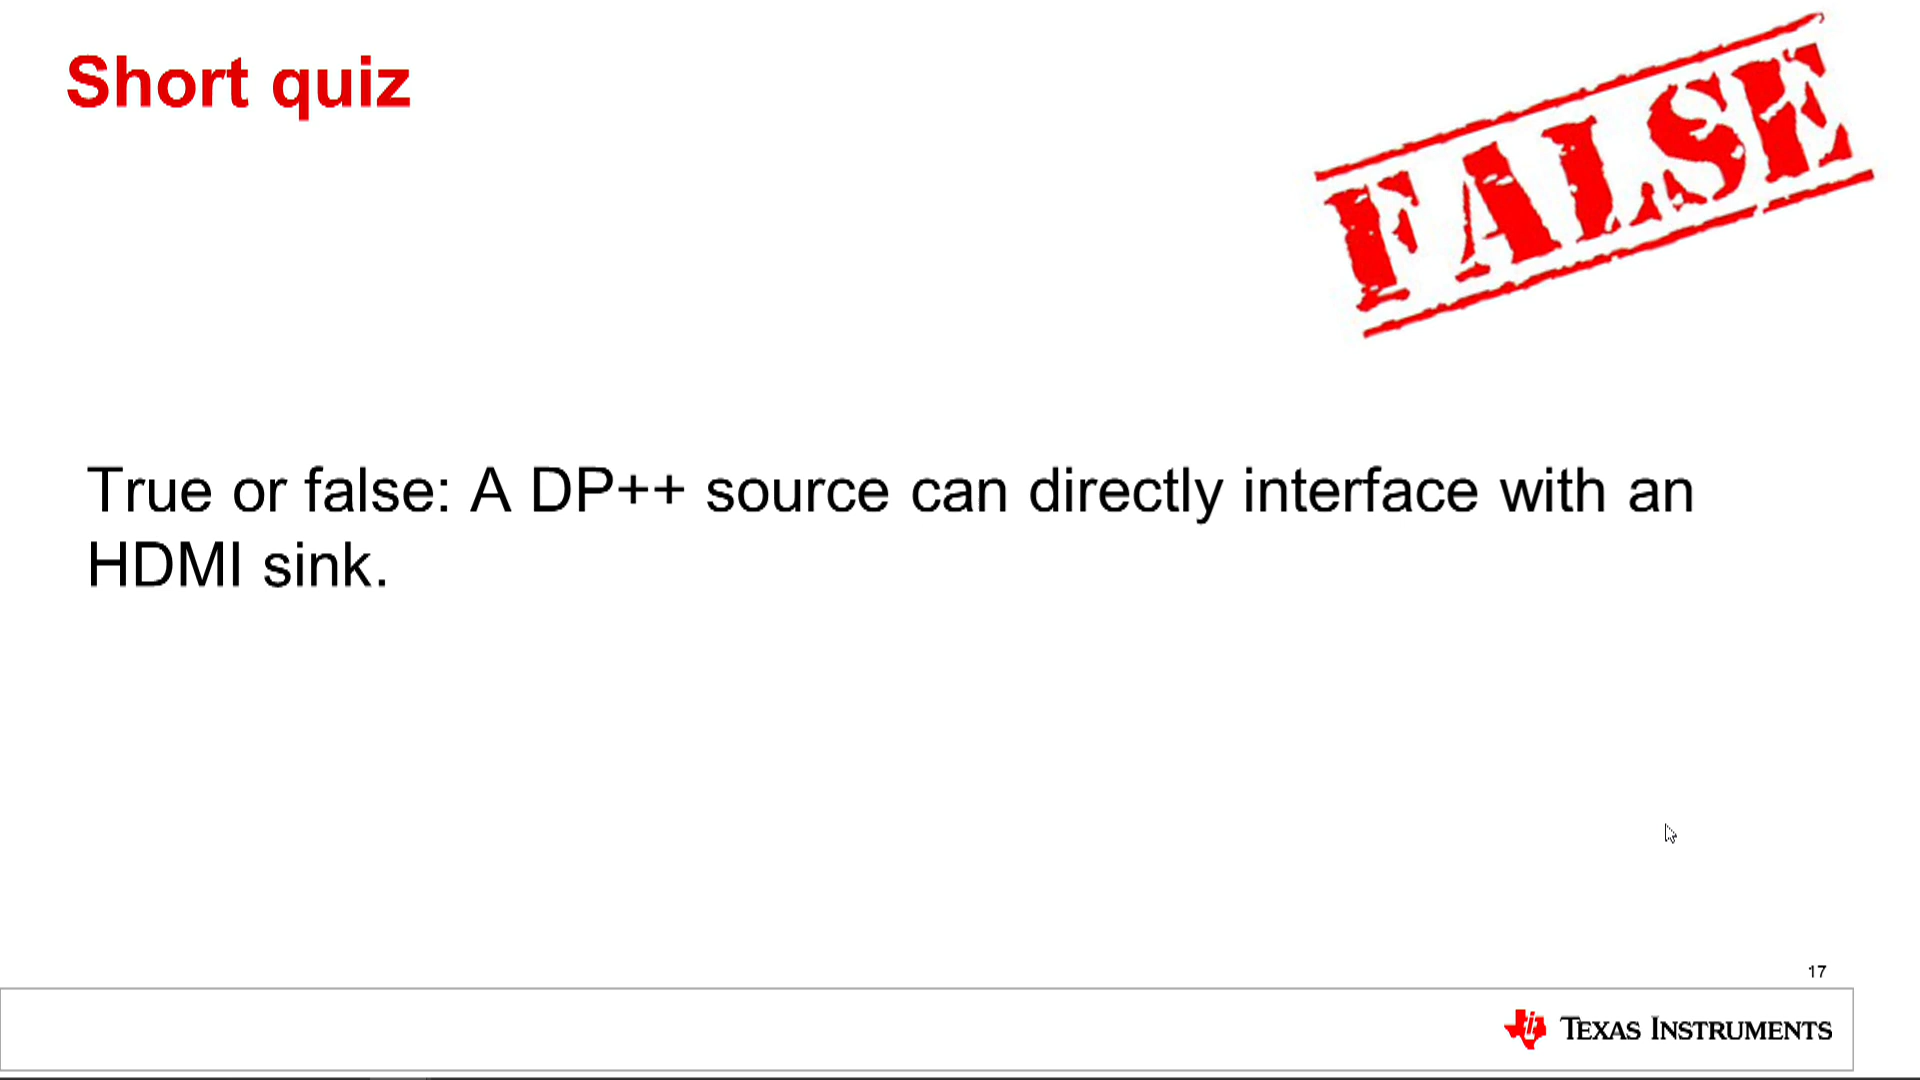 Short quiz
FALSE
True or false: A DP++ source can directly interface with an
HDMI sink.
17
TEXAS INSTRUMENTS